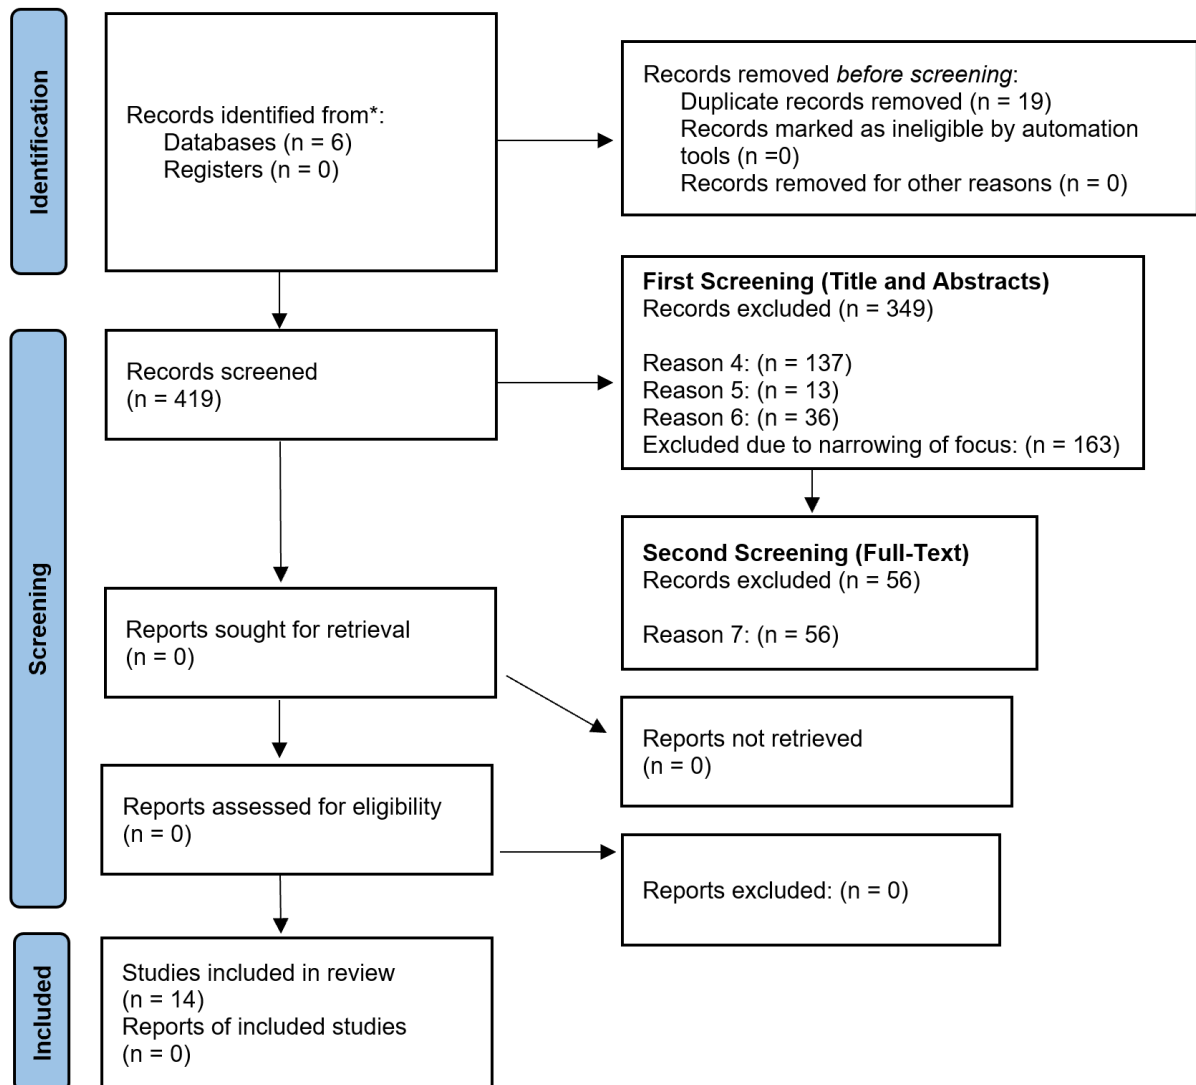 Identification
Records identified from*:
Databases (n = 6)
Registers (n = 0)
Records removed before screening:
Duplicate records removed (n = 19)
Records marked as ineligible by automation
tools (n =0)
Records removed for other reasons (n = 0)
Screening
Records screened
(n = 419)
First Screening (Title and Abstracts)
Records excluded (n = 349)
Reason 4: (n = 137)
Reason 5: (n = 13)
Reason 6: (n = 36)
Excluded due to narrowing of focus: (n = 163)
Second Screening (Full-Text)
Records excluded (n = 56)
Reason 7: (n = 56)
Reports sought for retrieval
(n = 0)
Reports not retrieved
(n = 0)
Reports assessed for eligibility
(n = 0)
Reports excluded: (n = 0)
Included
Studies included in review
(n = 14)
Reports of included studies
(n = 0)